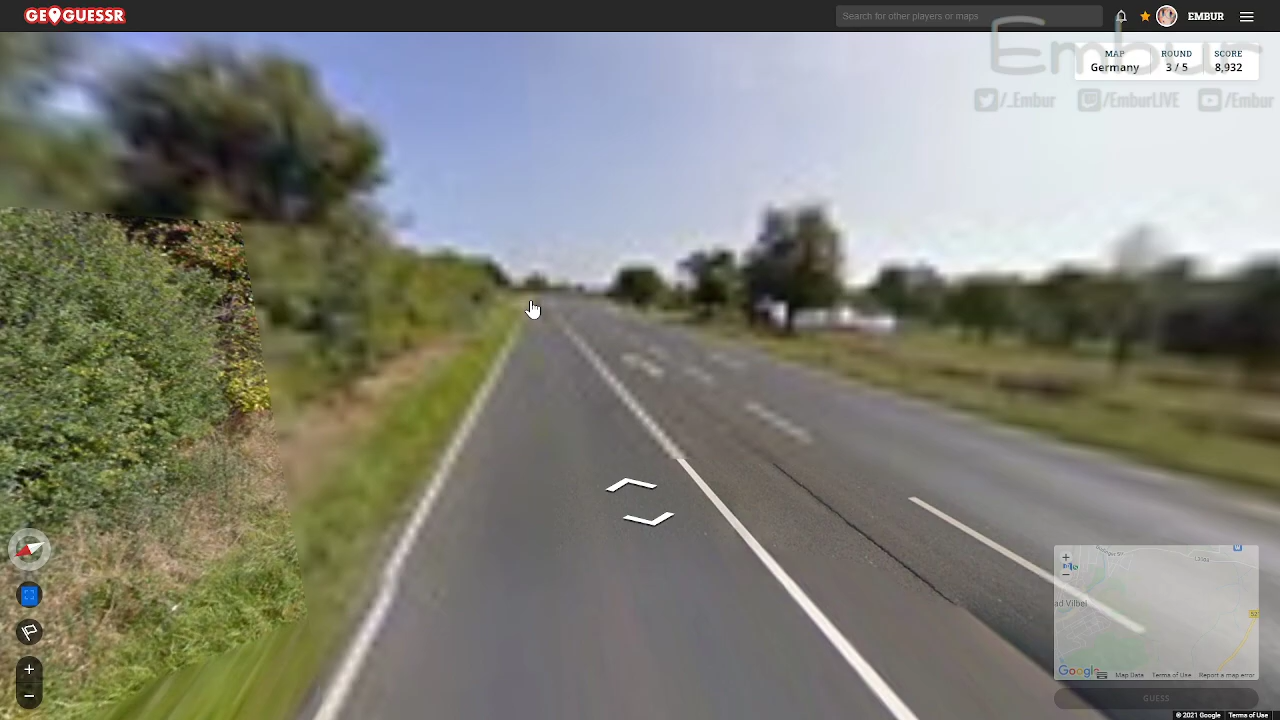 GEOGUESSR
Search for other players or maps
EMBUR
Embur
MAP
ROUND
SCORE
Germany
3 / 5
8,932
/_Embur
/EmburLIVE
/Embur
ad Vilbel
52
Google
Map Data
Terms of Use
Report a map error
GUESS
© 2021 Google
Terms of Use